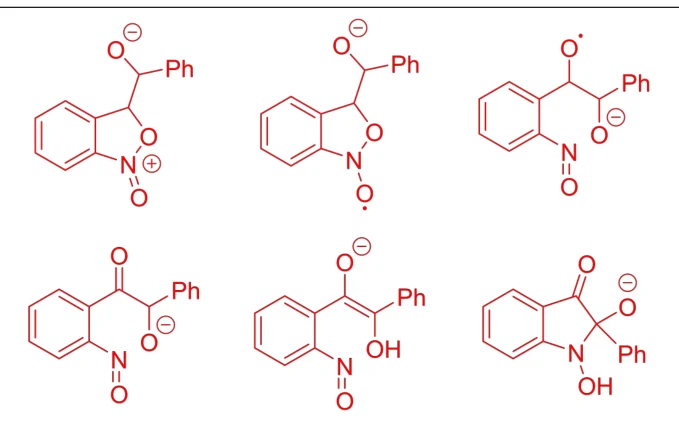 O⊖ Ph O N⊕ O
O⊖ Ph O N O•
O• Ph O⊖ N O
O Ph O⊖ N O
O⊖ Ph OH N O
O O⊖ Ph N OH